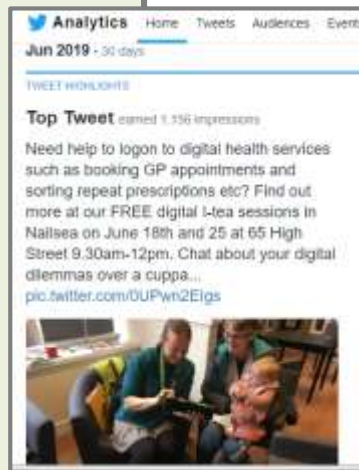 Analytics Home Tweets Audiences Events
Jun 2019 - 30 days
TWEET HIGHLIGHTS
Top Tweet earned 1,156 impressions
Need help to logon to digital health services
such as booking GP appointments and
sorting repeat prescriptions etc? Find out
more at our FREE digital I-tea sessions in
Nailsea on June 18th and 25 at 65 High
Street 9.30am-12pm. Chat about your digital
dilemmas over a cuppa...
pic.twitter.com/0UPwn2EIgs